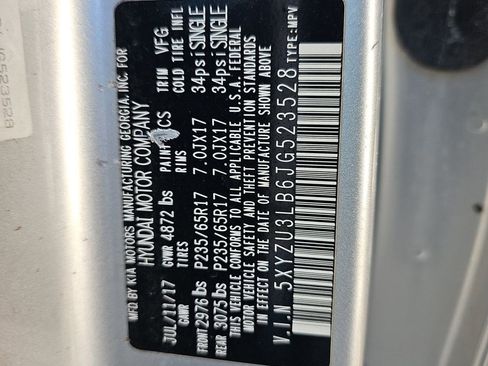 MFD BY KIA MOTORS MANUFACTURING GEORGIA, INC. FOR
HYUNDAI MOTOR COMPANY
JUL/11/17 GVWR 4872 lbs PAINT CS TRIM VFG
GAWR TIRES RIMS COLD TIRE INFL
FRONT 2976 lbs P235/65R17 7.0JX17 34psi SINGLE
REAR 3075 lbs P235/65R17 7.0JX17 34psi SINGLE
THIS VEHICLE CONFORMS TO ALL APPLICABLE U.S.A. FEDERAL
MOTOR VEHICLE SAFETY AND THEFT PREVENTION STANDARDS
IN EFFECT ON THE DATE OF MANUFACTURE SHOWN ABOVE.
V.I.N 5XYZU3LB6JG523528 TYPE:MPV
JG523528